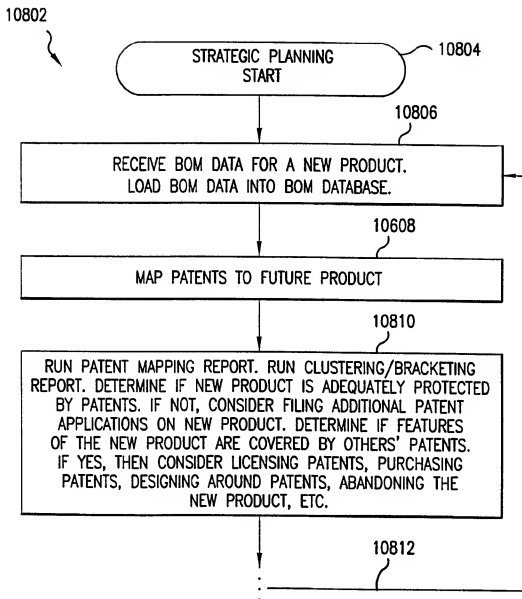 10802
STRATEGIC PLANNING
START
10804
10806
RECEIVE BOM DATA FOR A NEW PRODUCT.
LOAD BOM DATA INTO BOM DATABASE.
10608
MAP PATENTS TO FUTURE PRODUCT
10810
RUN PATENT MAPPING REPORT. RUN CLUSTERING/BRACKETING
REPORT. DETERMINE IF NEW PRODUCT IS ADEQUATELY PROTECTED
BY PATENTS. IF NOT, CONSIDER FILING ADDITIONAL PATENT
APPLICATIONS ON NEW PRODUCT. DETERMINE IF FEATURES
OF THE NEW PRODUCT ARE COVERED BY OTHERS' PATENTS.
IF YES, THEN CONSIDER LICENSING PATENTS, PURCHASING
PATENTS, DESIGNING AROUND PATENTS, ABANDONING THE
NEW PRODUCT, ETC.
10812